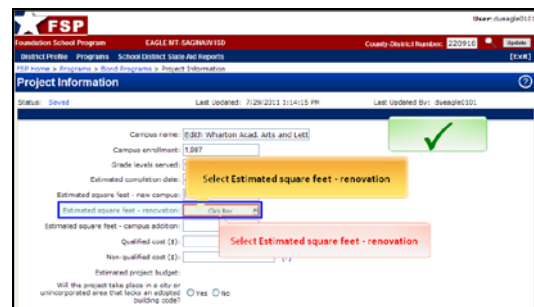 User: dueagle0101
FSP
Foundation School Program EAGLE MT-SAGINAW ISD County-District Number: 220918 Update
District Profile Programs School District State Aid Reports [Exit]
FSP Home > Programs > Bond Programs > Project Information
Project Information ?
Status: Saved Last Updated: 7/29/2011 1:14:15 PM Last Updated By: dueagle0101
Campus name: Edith Wharton Acad. Arts and Lett
Campus enrollment: 1,087
Grade levels served:
Estimated completion date:
Estimated square feet - new campus:
Select Estimated square feet - renovation
Estimated square feet - renovation: Click Box
Estimated square feet - campus addition:
Select Estimated square feet - renovation
Qualified cost ($):
Non-qualified cost ($):
Estimated project budget:
Will the project take place in a city or
unincorporated area that lacks an adopted
building code? Yes No